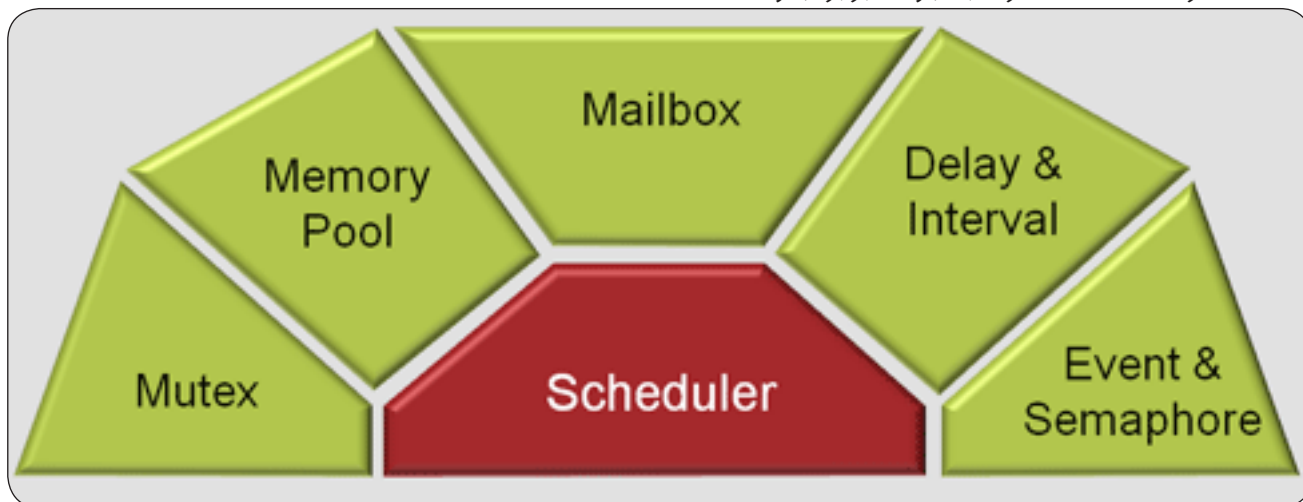 Mailbox
Memory
Pool
Delay &
Interval
Mutex
Scheduler
Event &
Semaphore